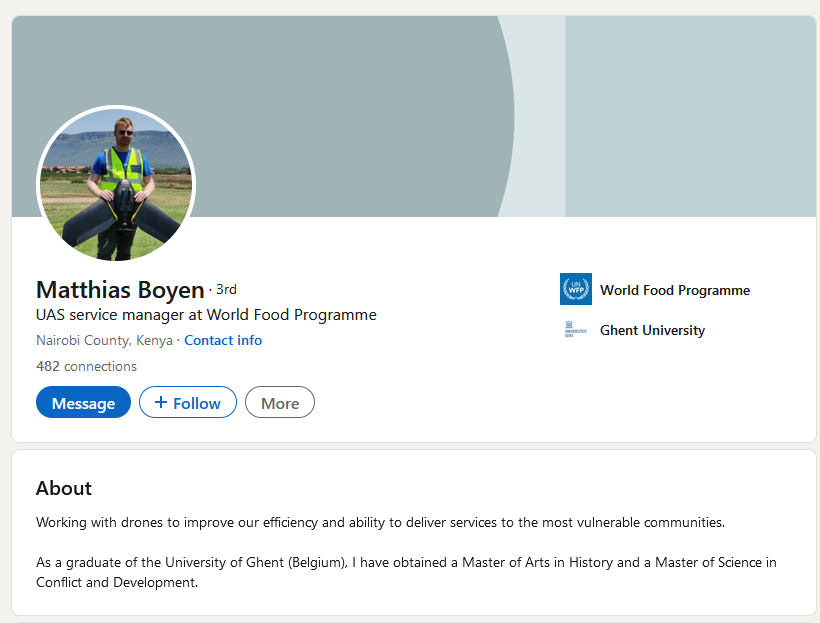 Matthias Boyen · 3rd
UAS service manager at World Food Programme
Nairobi County, Kenya · Contact info
482 connections
Message
+ Follow
More
UN
WFP
World Food Programme
Ghent University
About
Working with drones to improve our efficiency and ability to deliver services to the most vulnerable communities.
As a graduate of the University of Ghent (Belgium), I have obtained a Master of Arts in History and a Master of Science in
Conflict and Development.